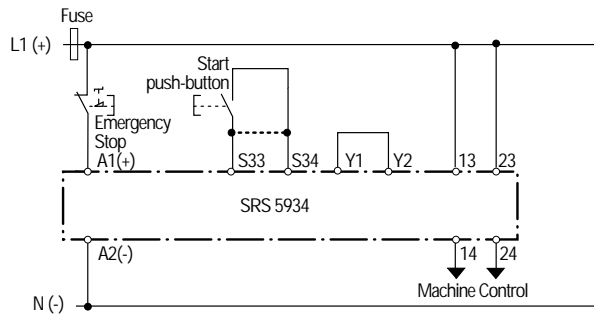 Fuse
L1 (+)
Start
push-button
Emergency
Stop
A1(+)
S33
S34
Y1
Y2
13
23
SRS 5934
A2(-)
14
24
Machine Control
N (-)